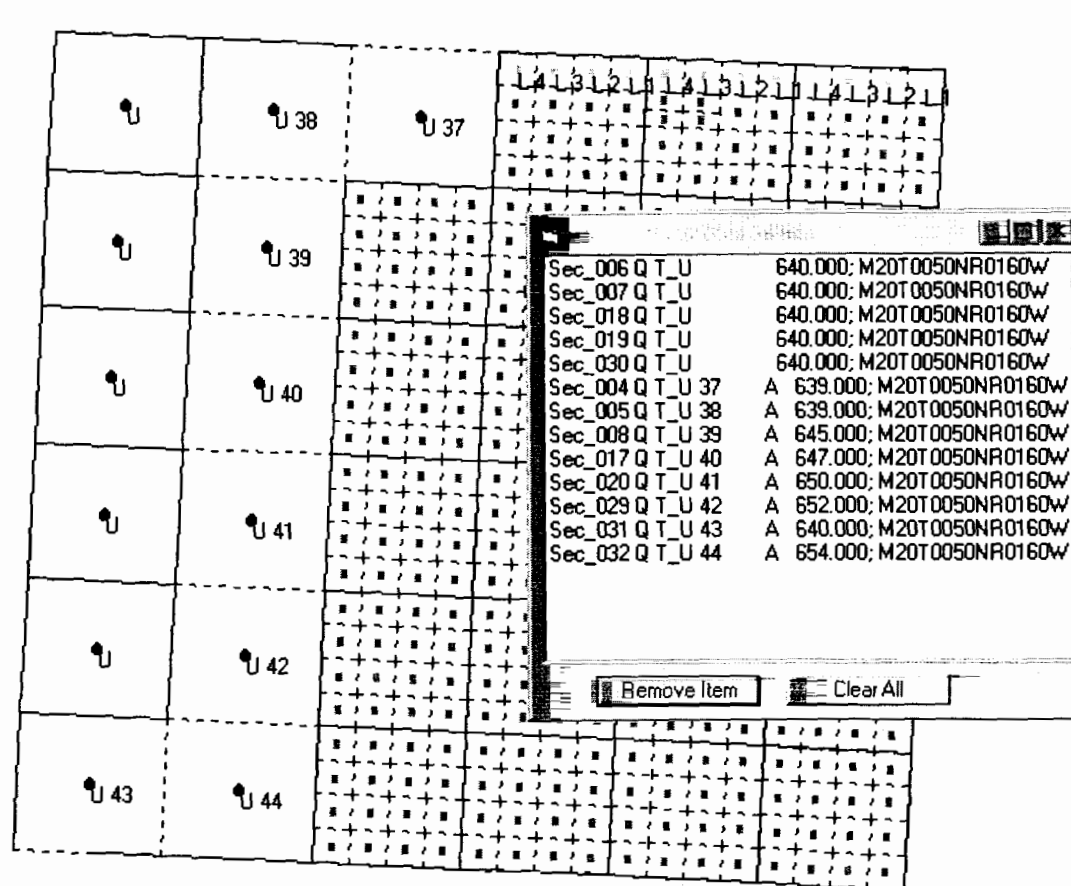 L4 L3 L2 L1 L4 L3 L2 L1 L4 L3 L2 L1
U
U 38
U 37
U
U 39
Sec_006 Q T_U 640.000; M20T0050NR0160W
Sec_007 Q T_U 640.000; M20T0050NR0160W
Sec_018 Q T_U 640.000; M20T0050NR0160W
Sec_019 Q T_U 640.000; M20T0050NR0160W
Sec_030 Q T_U 640.000; M20T0050NR0160W
Sec_004 Q T_U 37 A 639.000; M20T0050NR0160W
Sec_005 Q T_U 38 A 639.000; M20T0050NR0160W
Sec_008 Q T_U 39 A 645.000; M20T0050NR0160W
Sec_017 Q T_U 40 A 647.000; M20T0050NR0160W
Sec_020 Q T_U 41 A 650.000; M20T0050NR0160W
Sec_029 Q T_U 42 A 652.000; M20T0050NR0160W
Sec_031 Q T_U 43 A 640.000; M20T0050NR0160W
Sec_032 Q T_U 44 A 654.000; M20T0050NR0160W
U
U 40
U
U 41
U
U 42
Remove Item
Clear All
U 43
U 44